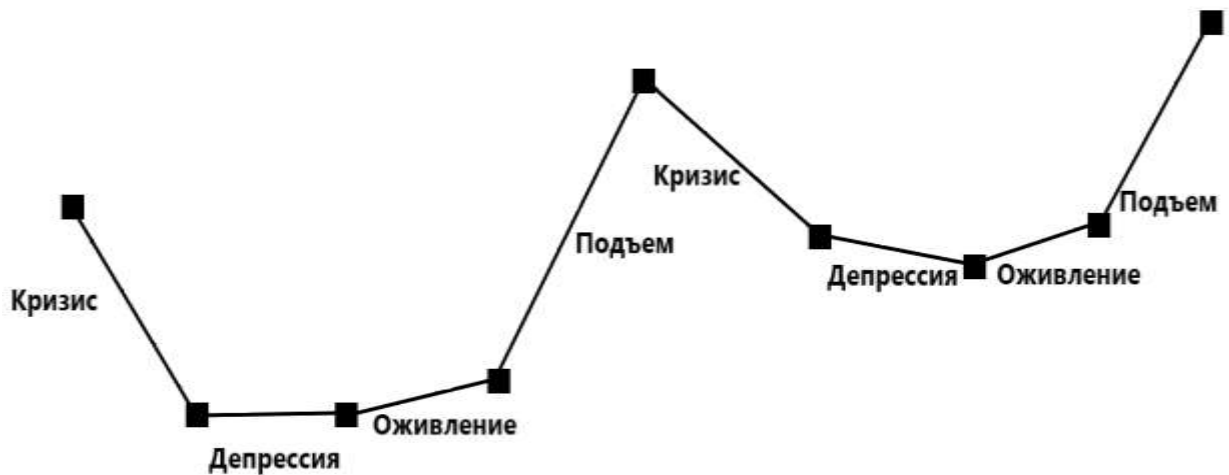 Кризис
Депрессия
Оживление
Подъем
Кризис
Депрессия
Оживление
Подъем